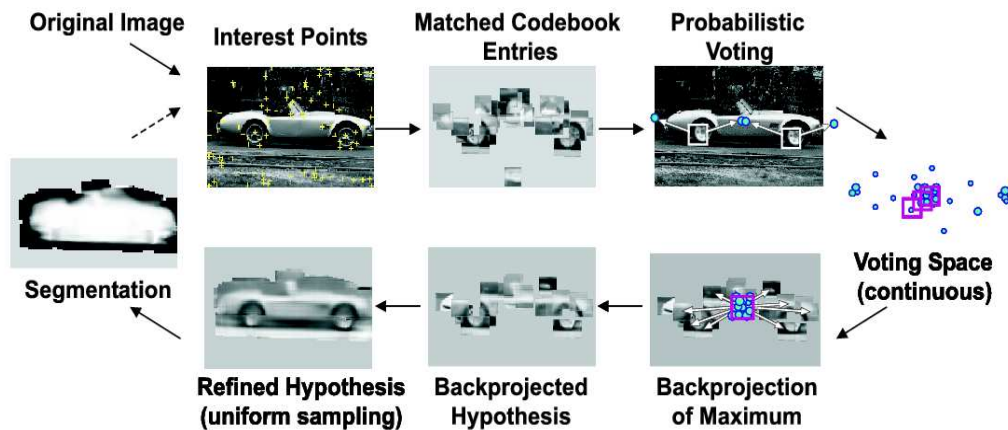 Original Image
Interest Points
Matched Codebook
Entries
Probabilistic
Voting
Voting Space
(continuous)
Segmentation
Refined Hypothesis
(uniform sampling)
Backprojected
Hypothesis
Backprojection
of Maximum